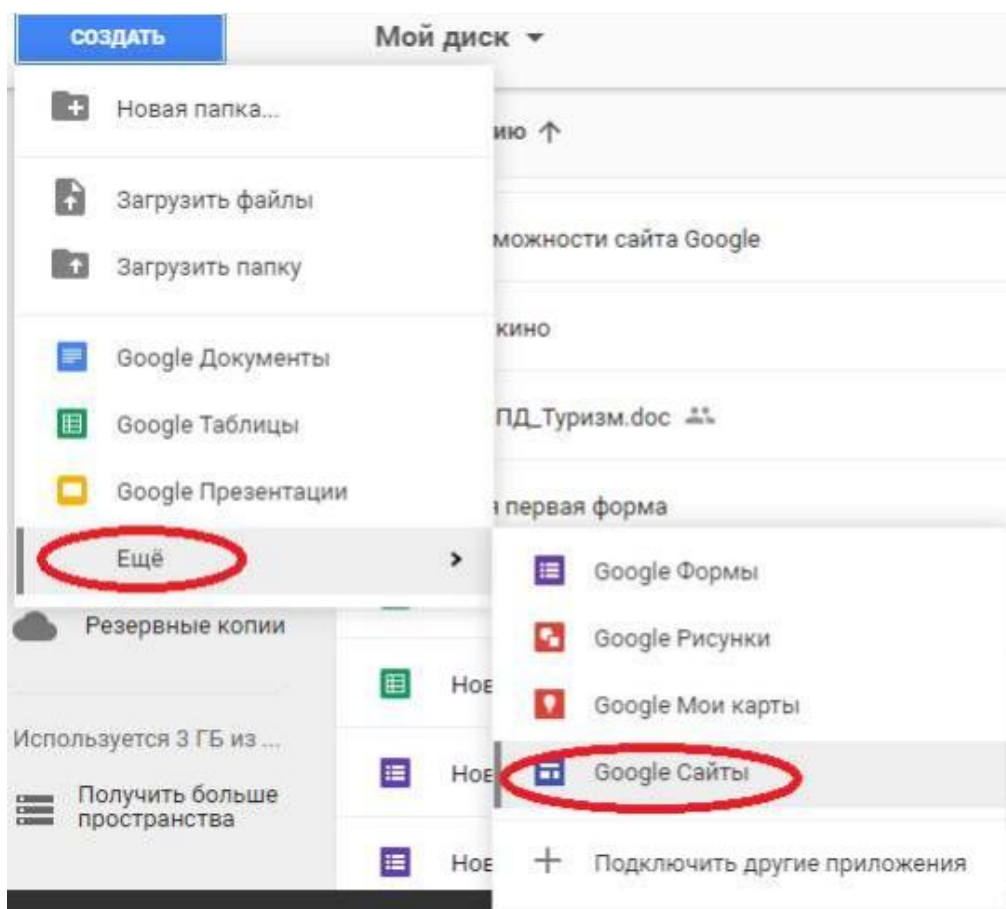 СОЗДАТЬ
Мой диск
Новая папка...
ию
Загрузить файлы
можности сайта Google
Загрузить папку
кино
Google Документы
ПД_Туризм.doc
Google Таблицы
Google Презентации
я первая форма
Ещё
Google Формы
Резервные копии
Google Рисунки
Нов
Google Мои карты
Используется 3 ГБ из ...
Google Сайты
Нов
Получить больше
пространства
Нов
Подключить другие приложения